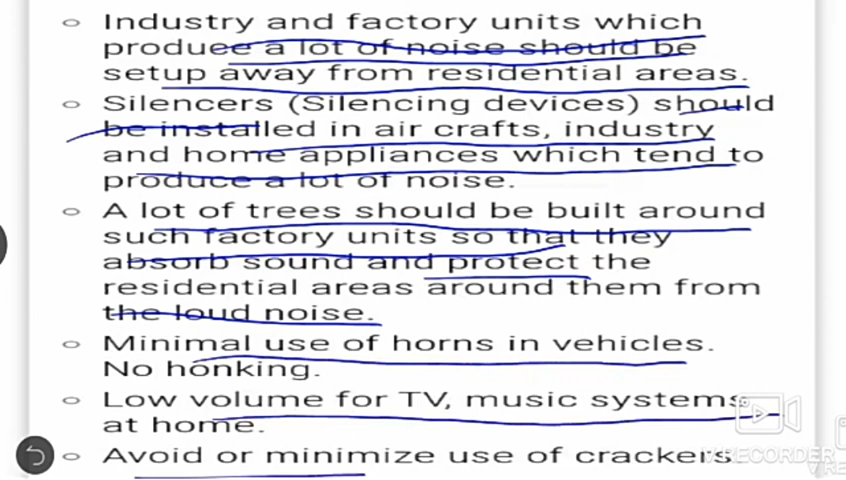 Industry and factory units which
produce a lot of noise should be
setup away from residential areas.
Silencers (Silencing devices) should
be installed in air crafts, industry
and home appliances which tend to
produce a lot of noise.
A lot of trees should be built around
such factory units so that they
absorb sound and protect the
residential areas around them from
the loud noise.
Minimal use of horns in vehicles.
No honking.
Low volume for TV, music systems
at home.
Avoid or minimize use of crackers.
V RECORDER